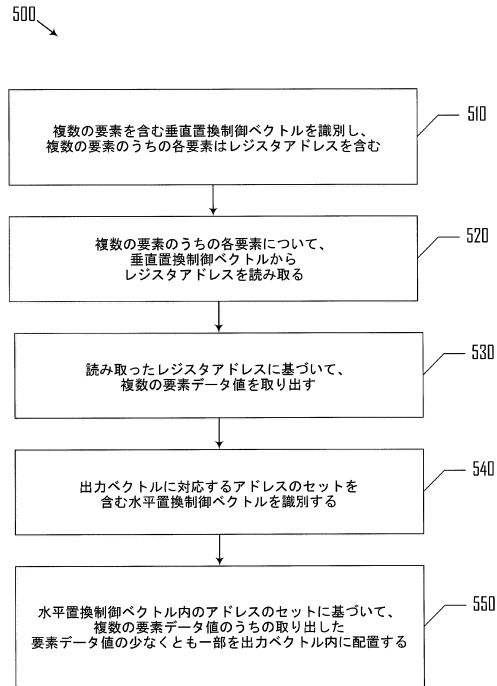 500
複数の要素を含む垂直置換制御ベクトルを識別し、
複数の要素のうちの各要素はレジスタアドレスを含む
510
複数の要素のうちの各要素について、
垂直置換制御ベクトルから
レジスタアドレスを読み取る
520
読み取ったレジスタアドレスに基づいて、
複数の要素データ値を取り出す
530
出力ベクトルに対応するアドレスのセットを
含む水平置換制御ベクトルを識別する
540
水平置換制御ベクトル内のアドレスのセットに基づいて、
複数の要素データ値のうちの取り出した
要素データ値の少なくとも一部を出力ベクトル内に配置する
550